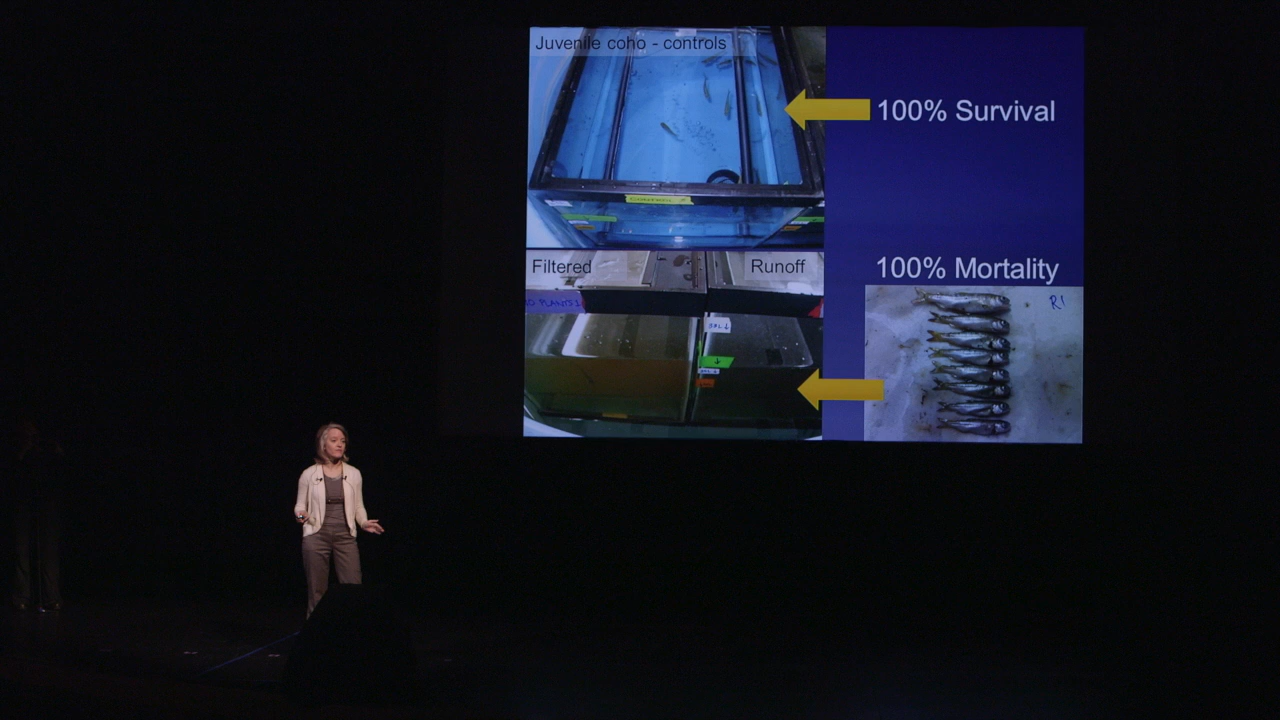 Juvenile coho - controls
100% Survival
Filtered
Runoff
100% Mortality
R1